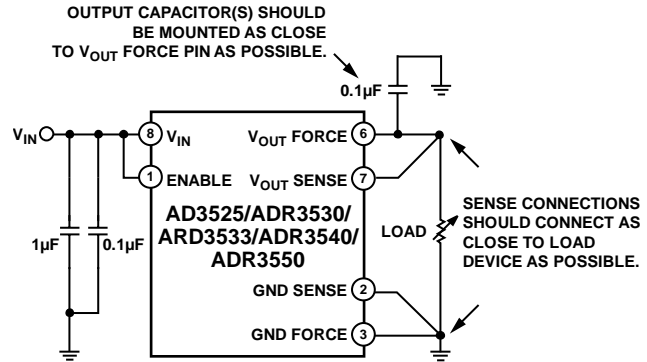 OUTPUT CAPACITOR(S) SHOULD
BE MOUNTED AS CLOSE
TO VOUT FORCE PIN AS POSSIBLE.
0.1µF
VIN
8
VIN
VOUT FORCE
6
1
ENABLE
VOUT SENSE
7
AD3525/ADR3530/
ARD3533/ADR3540/
ADR3550
1µF
0.1µF
LOAD
SENSE CONNECTIONS
SHOULD CONNECT AS
CLOSE TO LOAD
DEVICE AS POSSIBLE.
GND SENSE
2
GND FORCE
3